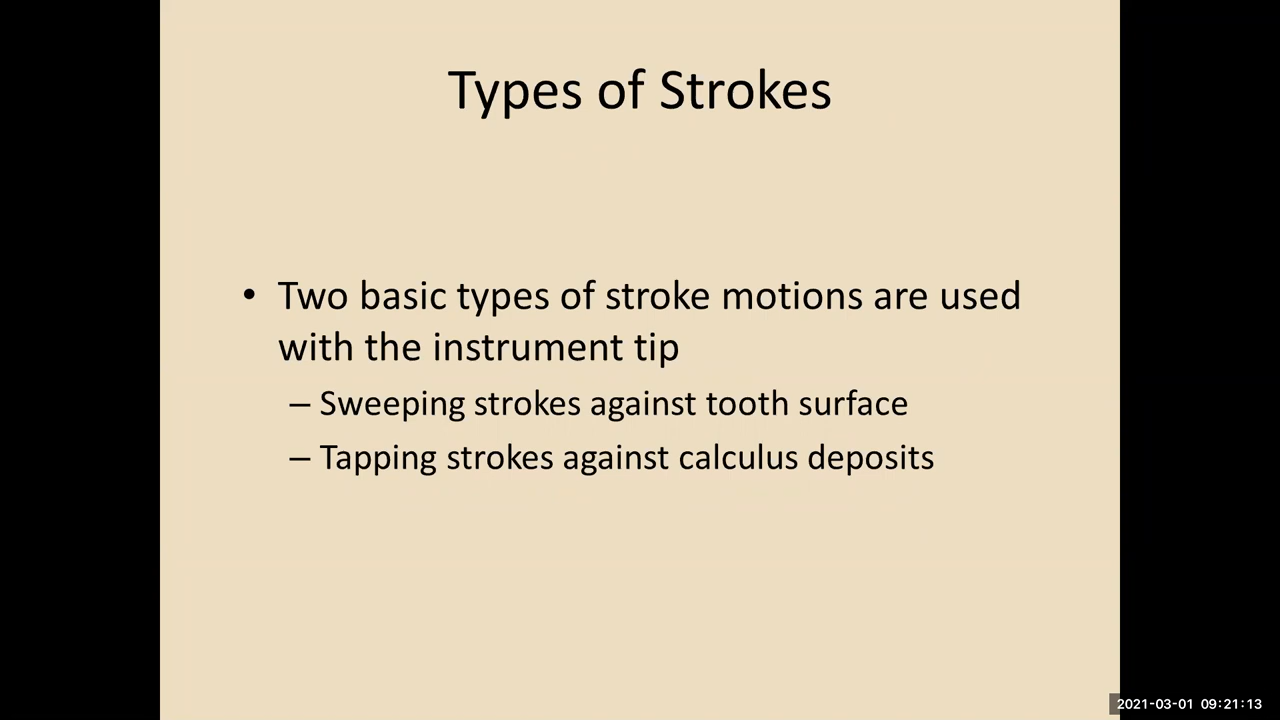 Types of Strokes
• Two basic types of stroke motions are used
with the instrument tip
– Sweeping strokes against tooth surface
– Tapping strokes against calculus deposits
2021-03-01 09:21:13